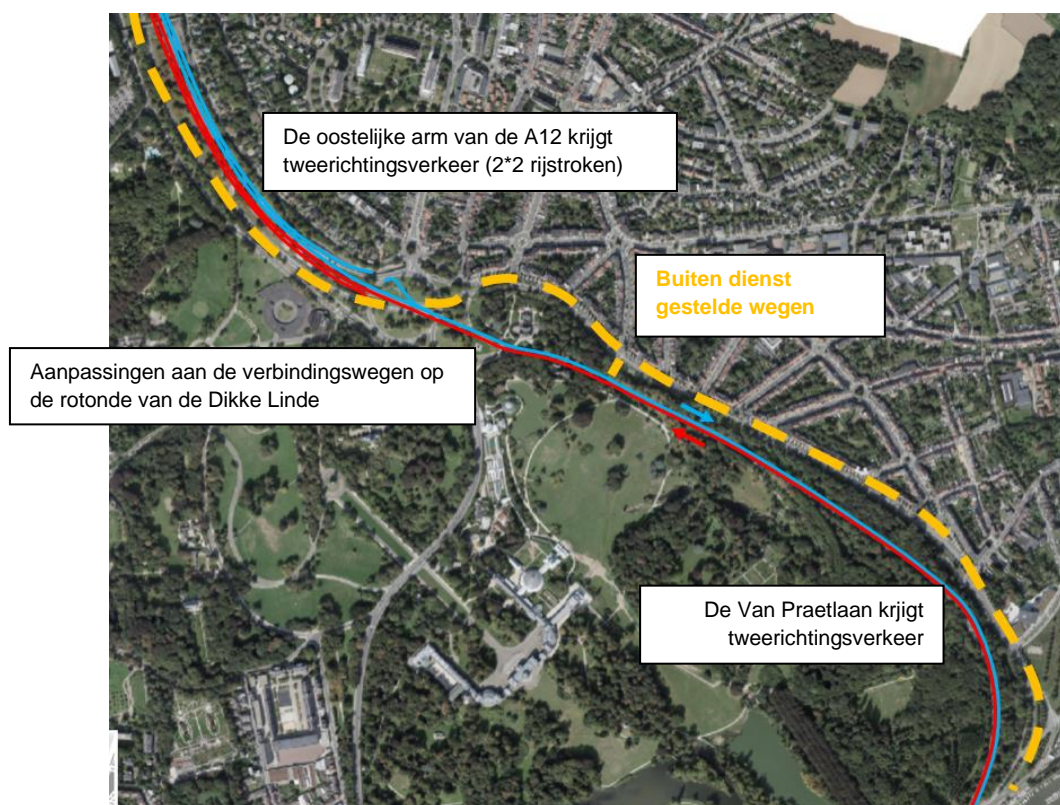 De oostelijke arm van de A12 krijgt
tweerichtingsverkeer (2*2 rijstroken)
Buiten dienst
gestelde wegen
Aanpassingen aan de verbindingswegen op
de rotonde van de Dikke Linde
De Van Praetlaan krjigt
tweerichtingsverkeer